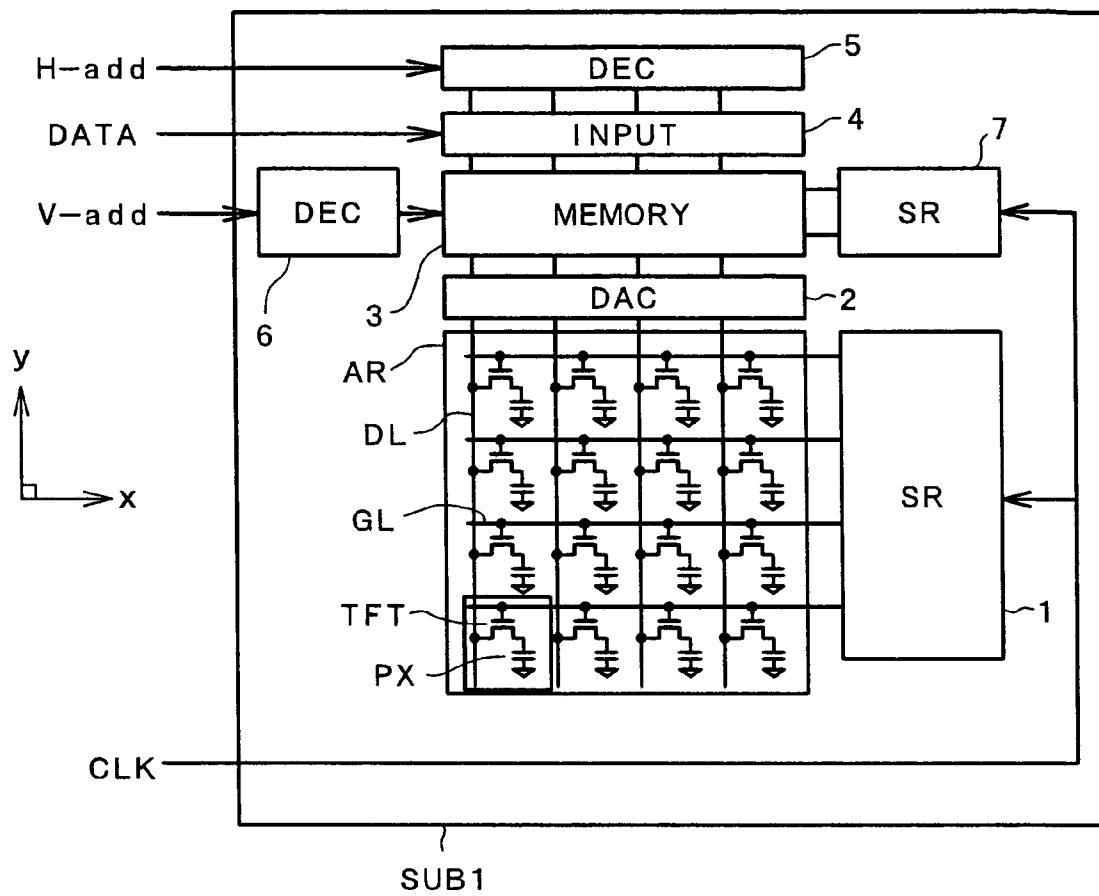 5
H-add
DEC
DATA
INPUT
4
7
V-add
DEC
MEMORY
SR
6
3
DAC
2
y
AR
DL
x
SR
GL
TFT
1
PX
CLK
SUB1